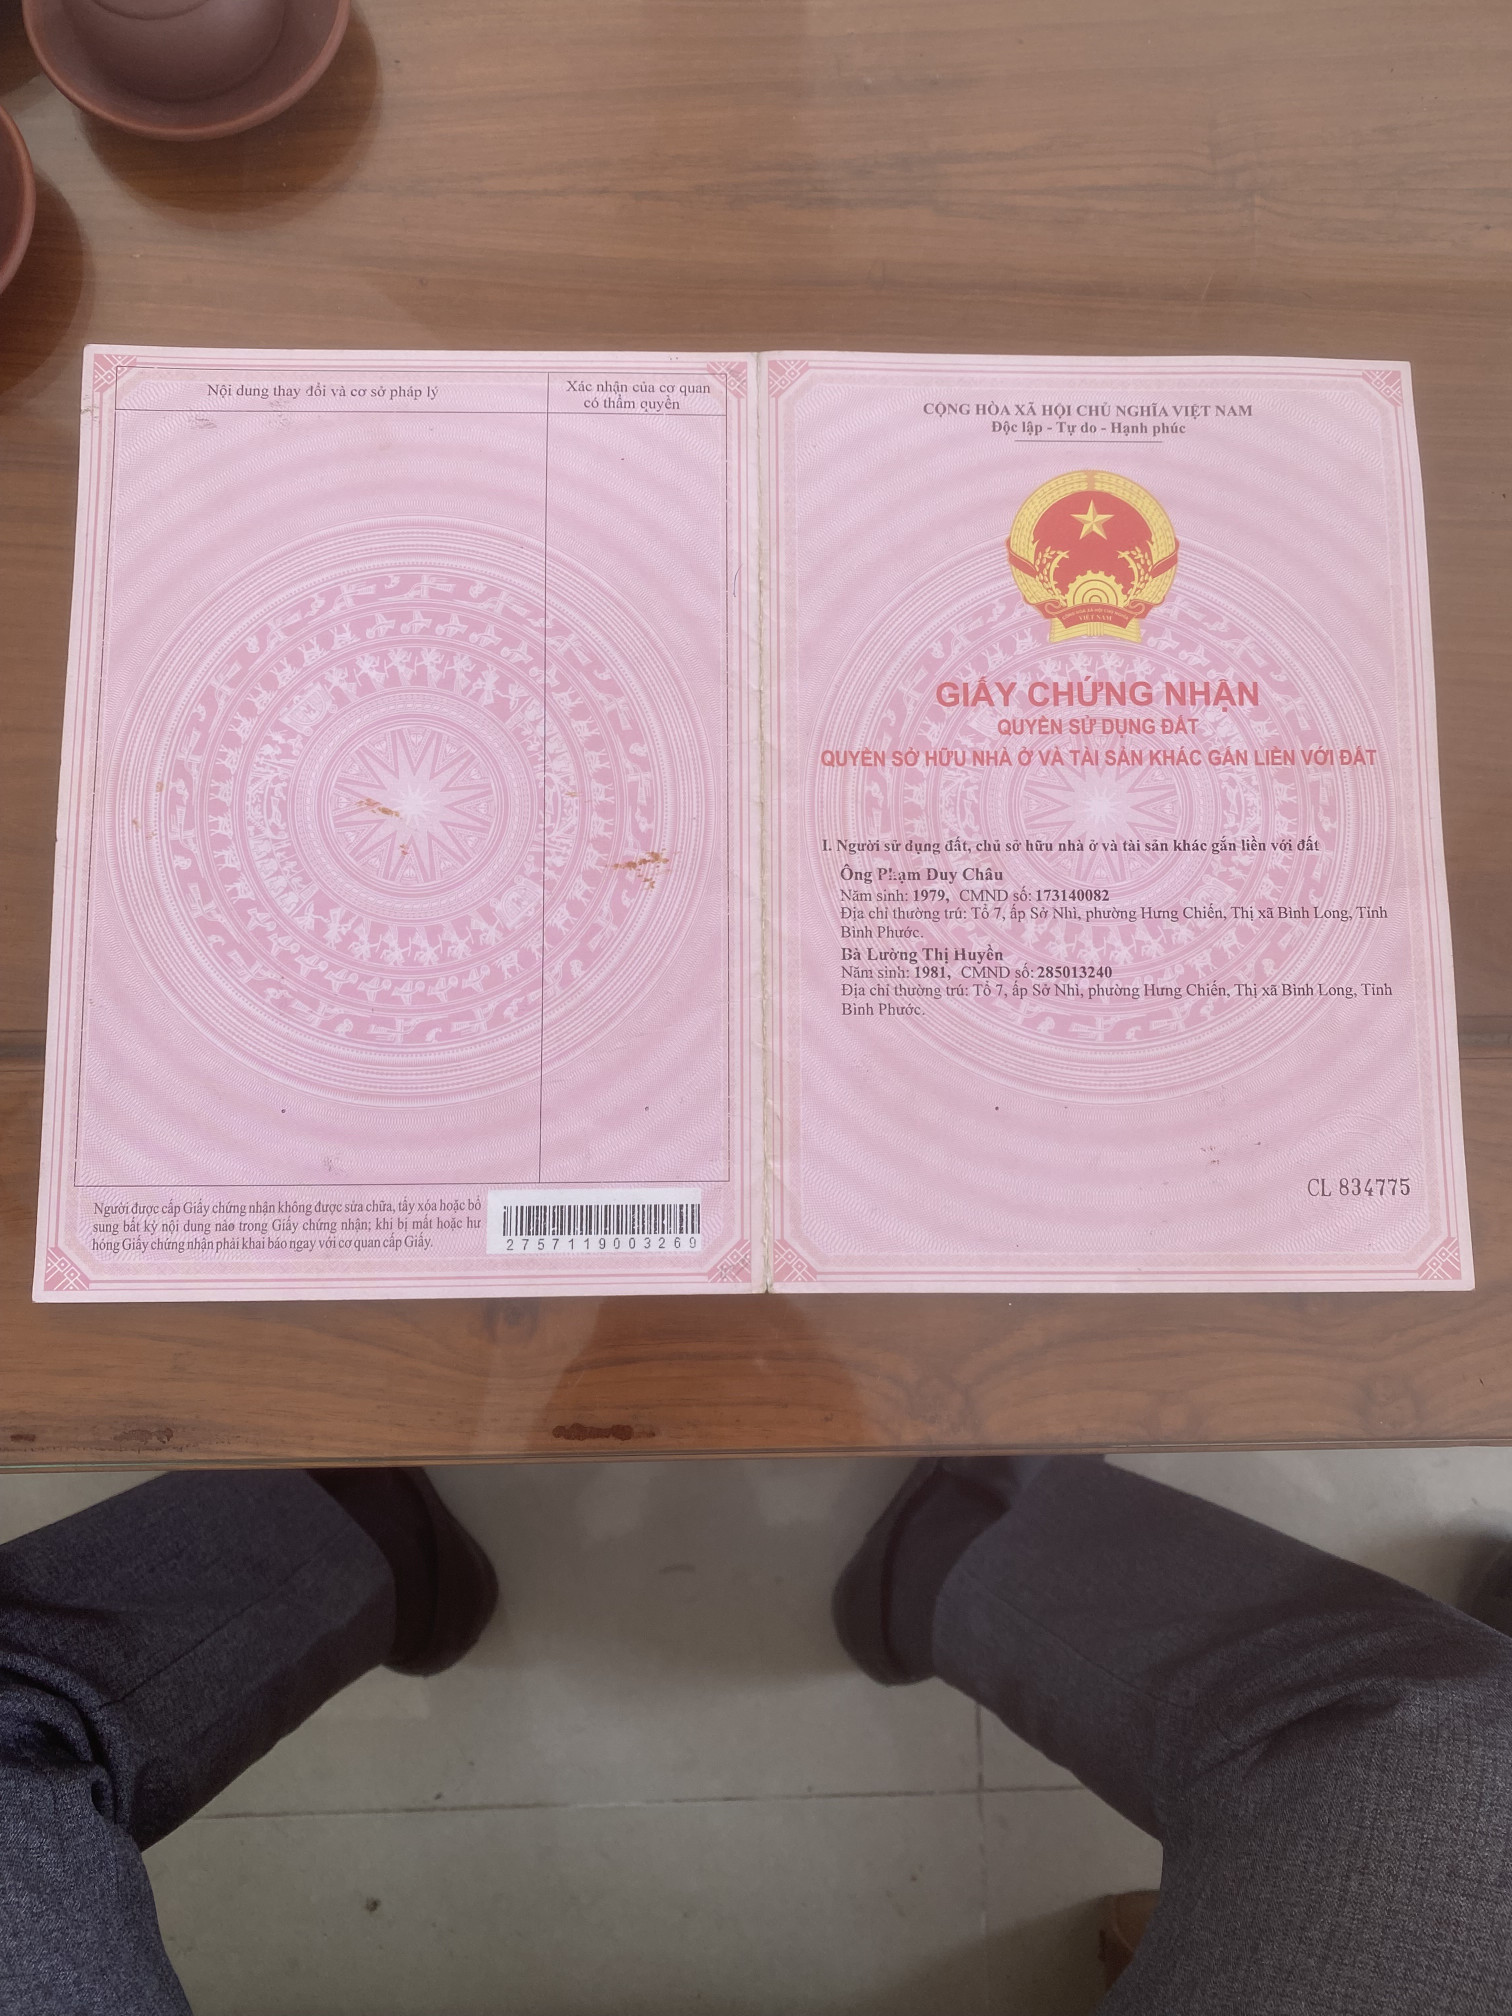 Nội dung thay đổi và cơ sở pháp lý
Xác nhận của cơ quan
có thẩm quyền
Người được cấp Giấy chứng nhận không được sửa chữa, tẩy xóa hoặc bổ
sung bất kỳ nội dung nào trong Giấy chứng nhận; khi bị mất hoặc hư
hỏng Giấy chứng nhận phải khai báo ngay với cơ quan cấp Giấy.
2757119003269
CỘNG HÒA XÃ HỘI CHỦ NGHĨA VIỆT NAM
Độc lập - Tự do - Hạnh phúc
VIỆT NAM
GIẤY CHỨNG NHẬN
QUYỀN SỬ DỤNG ĐẤT
QUYỀN SỞ HỮU NHÀ Ở VÀ TÀI SẢN KHÁC GẮN LIỀN VỚI ĐẤT
I. Người sử dụng đất, chủ sở hữu nhà ở và tài sản khác gắn liền với đất
Ông Phạm Duy Châu
Năm sinh: 1979, CMND số: 173140082
Địa chỉ thường trú: Tổ 7, ấp Sở Nhì, phường Hưng Chiến, Thị xã Bình Long, Tỉnh
Bình Phước.
Bà Lường Thị Huyền
Năm sinh: 1981, CMND số: 285013240
Địa chỉ thường trú: Tổ 7, ấp Sở Nhì, phường Hưng Chiến, Thị xã Bình Long, Tỉnh
Bình Phước.
CL 834775